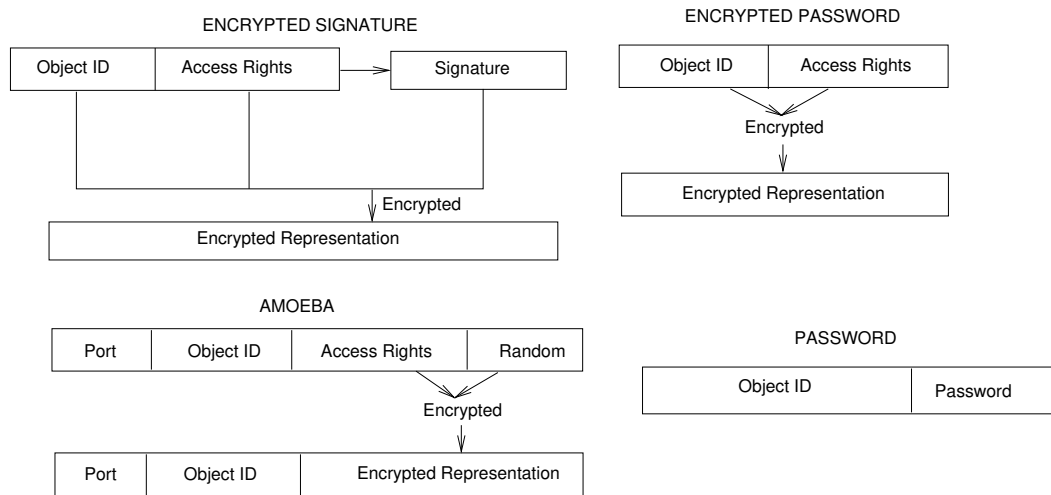 ENCRYPTED SIGNATURE
Object ID Access Rights Signature
Encrypted
Encrypted Representation
ENCRYPTED PASSWORD
Object ID Access Rights
Encrypted
Encrypted Representation
AMOEBA
Port Object ID Access Rights Random
Encrypted
Port Object ID Encrypted Representation
PASSWORD
Object ID Password